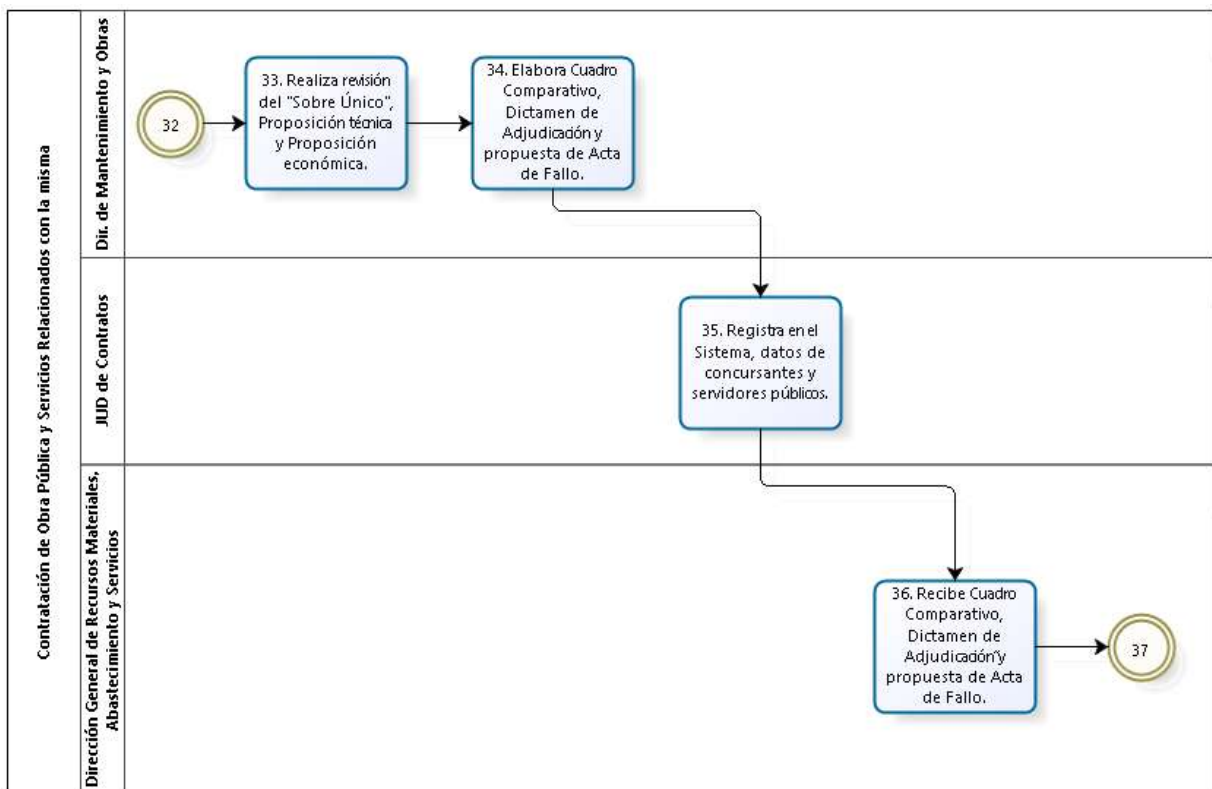 Contratación de Obra Pública y Servicios Relacionados con la misma
Dir. de Mantenimiento y Obras
32
33. Realiza revisión
del "Sobre Único",
Proposición técnica
y Proposición
económica.
34. Elabora Cuadro
Comparativo,
Dictamen de
Adjudicación y
propuesta de Acta
de Fallo.
JUD de Contratos
35. Registra en el
Sistema, datos de
concursantes y
servidores públicos.
Dirección General de Recursos Materiales,
Abastecimiento y Servicios
36. Recibe Cuadro
Comparativo,
Dictamen de
Adjudicación y
propuesta de Acta
de Fallo.
37